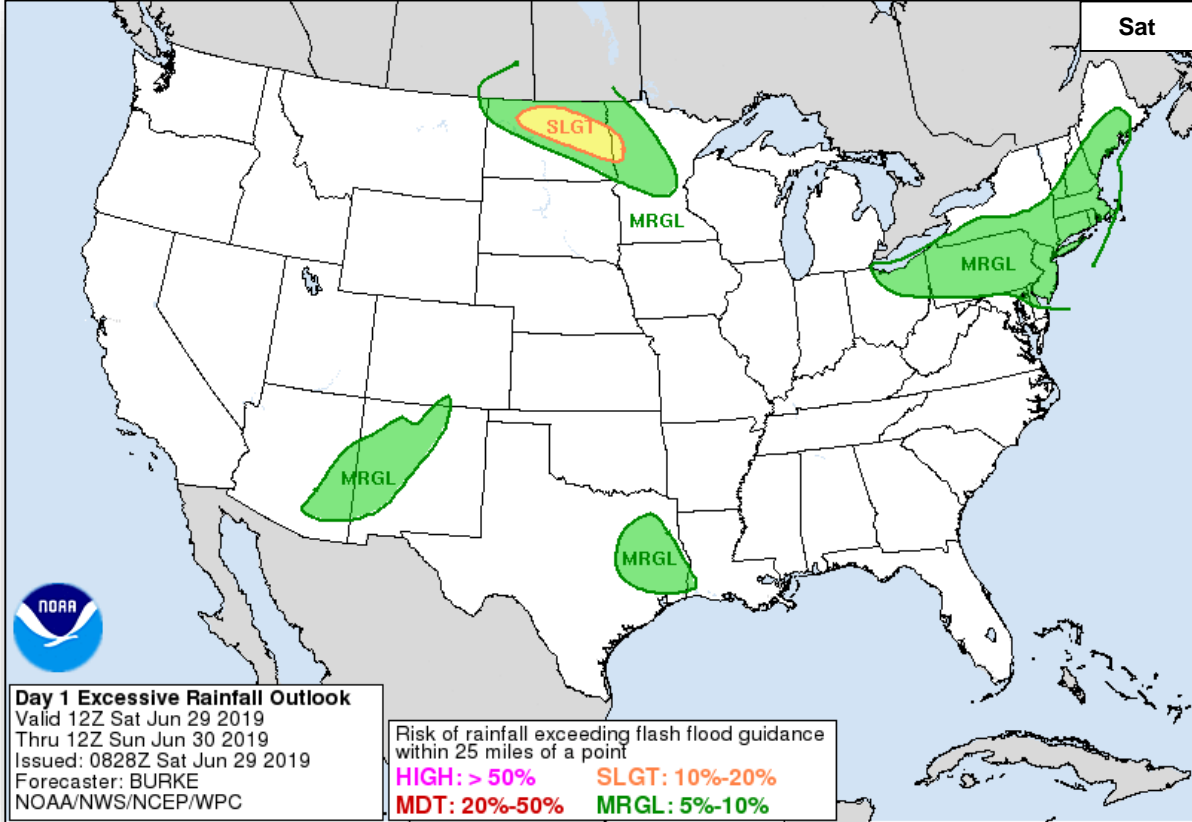 Sat
SLGT
MRGL
MRGL
MRGL
MRGL
NOAA
Day 1 Excessive Rainfall Outlook
Valid 12Z Sat Jun 29 2019
Thru 12Z Sun Jun 30 2019
Issued: 0828Z Sat Jun 29 2019
Forecaster: BURKE
NOAA/NWS/NCEP/WPC
Risk of rainfall exceeding flash flood guidance
within 25 miles of a point
HIGH: > 50% SLGT: 10%-20%
MDT: 20%-50% MRGL: 5%-10%